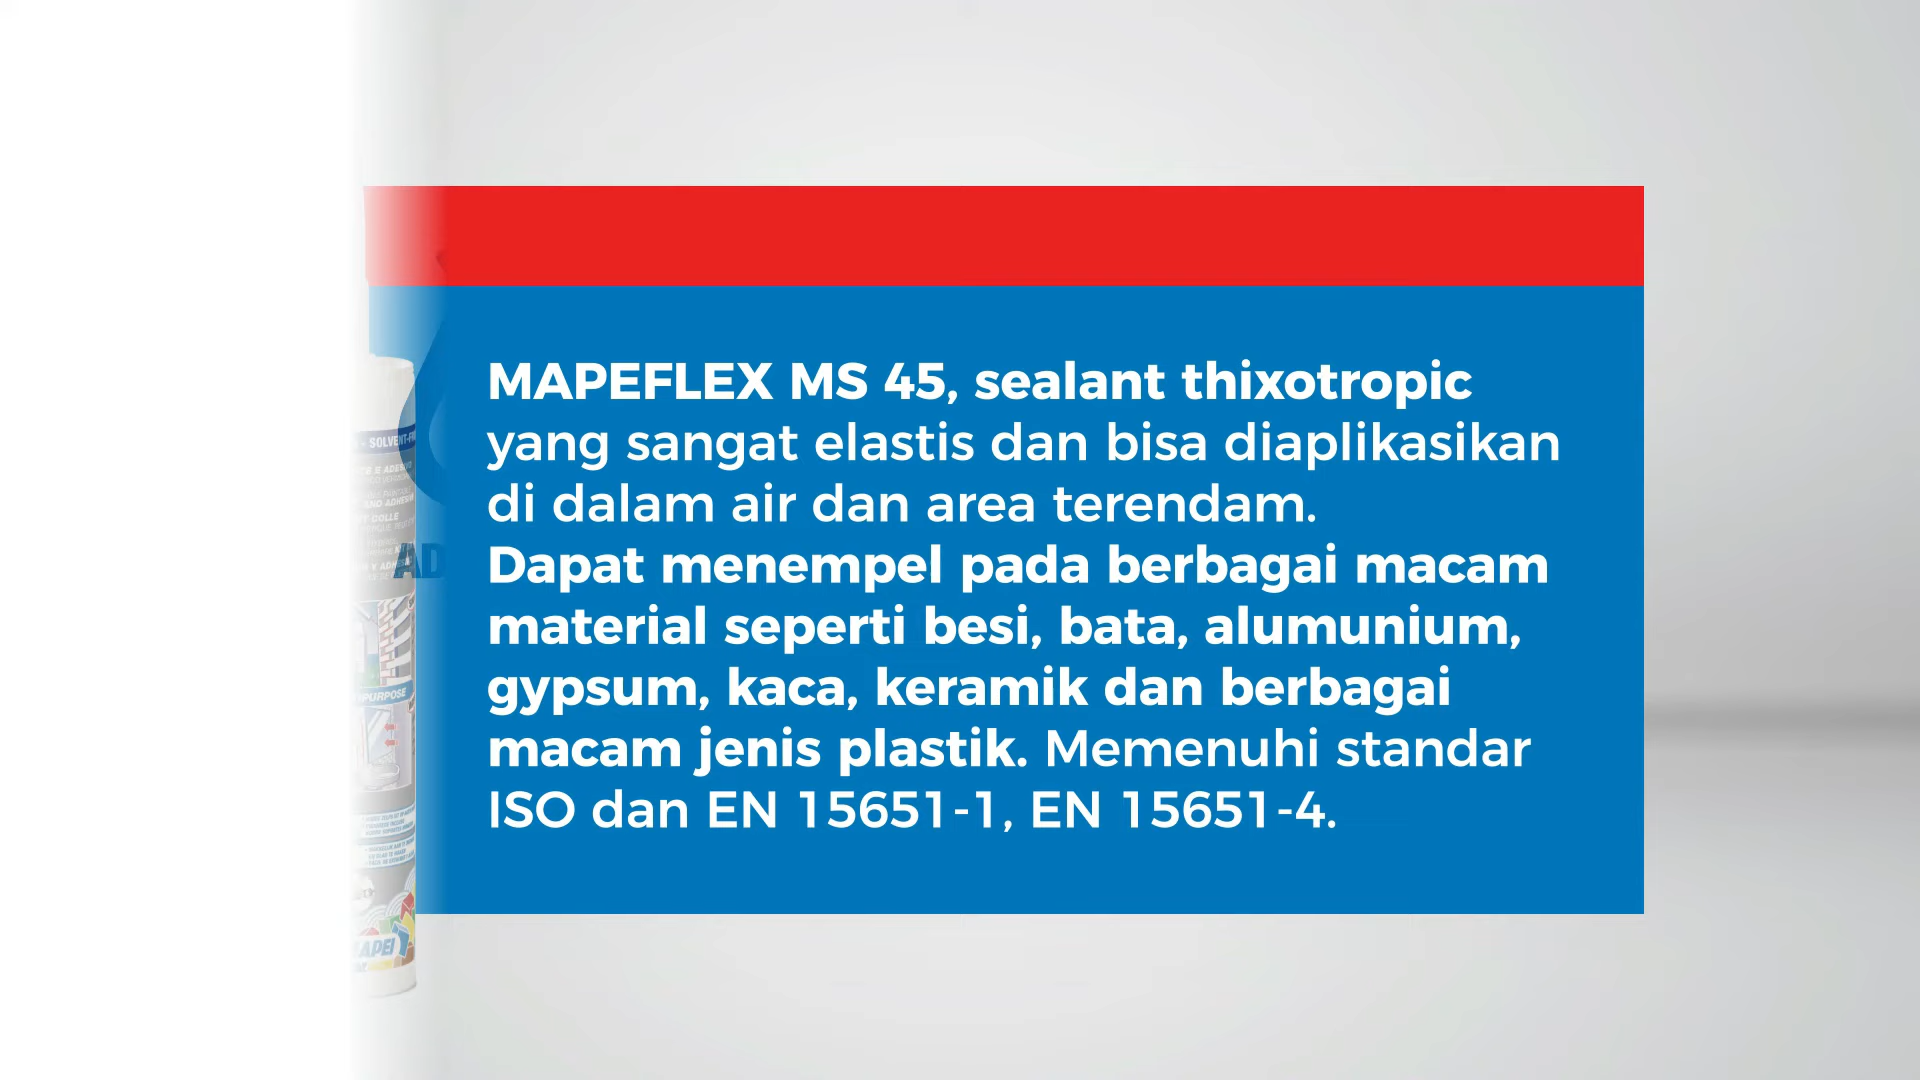 MAPEFLEX MS 45, sealant thixotropic
yang sangat elastis dan bisa diaplikasikan
di dalam air dan area terendam.
Dapat menempel pada berbagai macam
material seperti besi, bata, alumunium,
gypsum, kaca, keramik dan berbagai
macam jenis plastik. Memenuhi standar
ISO dan EN 15651-1, EN 15651-4.